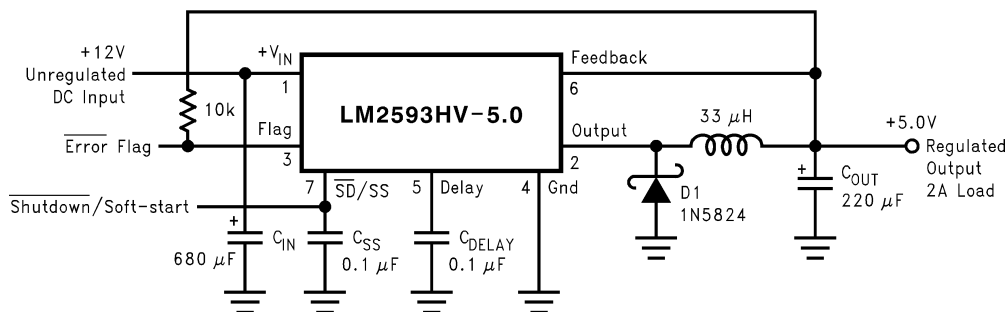 +12V
Unregulated
DC Input
+V_IN
1
Feedback
6
10k
LM2593HV-5.0
33 μH
+5.0V
Error Flag
Flag
3
Output
2
Regulated
Output
2A Load
7
SD/SS
5
Delay
4
Gnd
D1
1N5824
+
C_OUT
220 μF
Shutdown/Soft-start
+
C_IN
680 μF
C_SS
0.1 μF
C_DELAY
0.1 μF